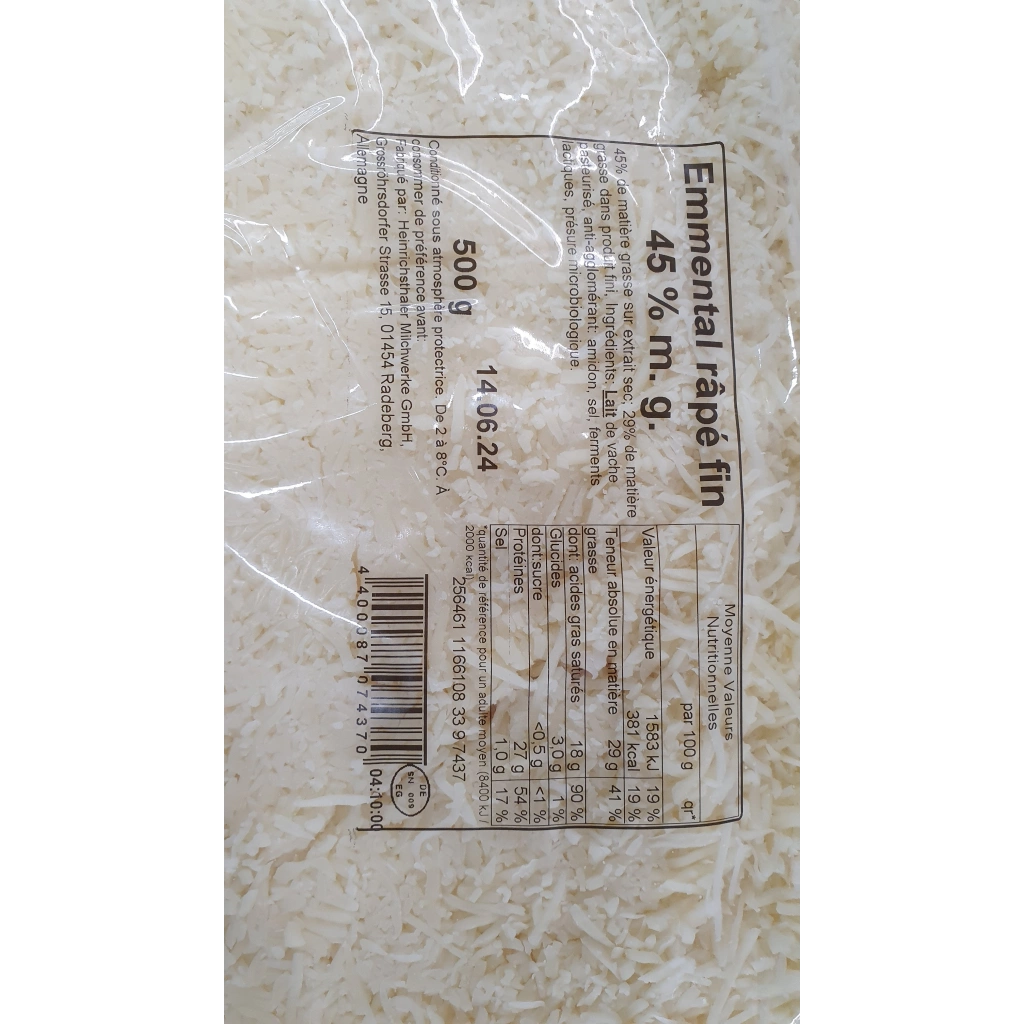 Emmental râpé fin
45 % m. g.
45% de matière grasse sur extrait sec; 29% de matière
grasse dans produit fini, Ingrédients: Lait de vache
pasteurisé, anti-agglomérant: amidon, sel, ferments
lactiques, présure microbiologique.
14.06.24
500 g
Conditionné sous atmosphère protectrice. De 2 à 8°C. À
consommer de préférence avant:
Fabriqué par: Heinrichsthaler Milchwerke GmbH,
Grossröhrsdorfer Strasse 15, 01454 Radeberg,
Allemagne
Moyenne Valeurs
Nutritionnelles
par 100 g qr*
Valeur énergétique 1583 kJ 19 %
381 kcal 19 %
Teneur absolue en matière 29 g 41 %
grasse
dont: acides gras saturés 18 g 90 %
Glucides 3,0 g 1 %
dont:sucre <0,5 g <1 %
Protéines 27 g 54 %
Sel 1,0 g 17 %
*quantité de référence pour un adulte moyen (8400 kJ /
2000 kcal)
256461 1166108 33 9 7437
DE
SN 009
EG
4 400087 074370
04:10:00